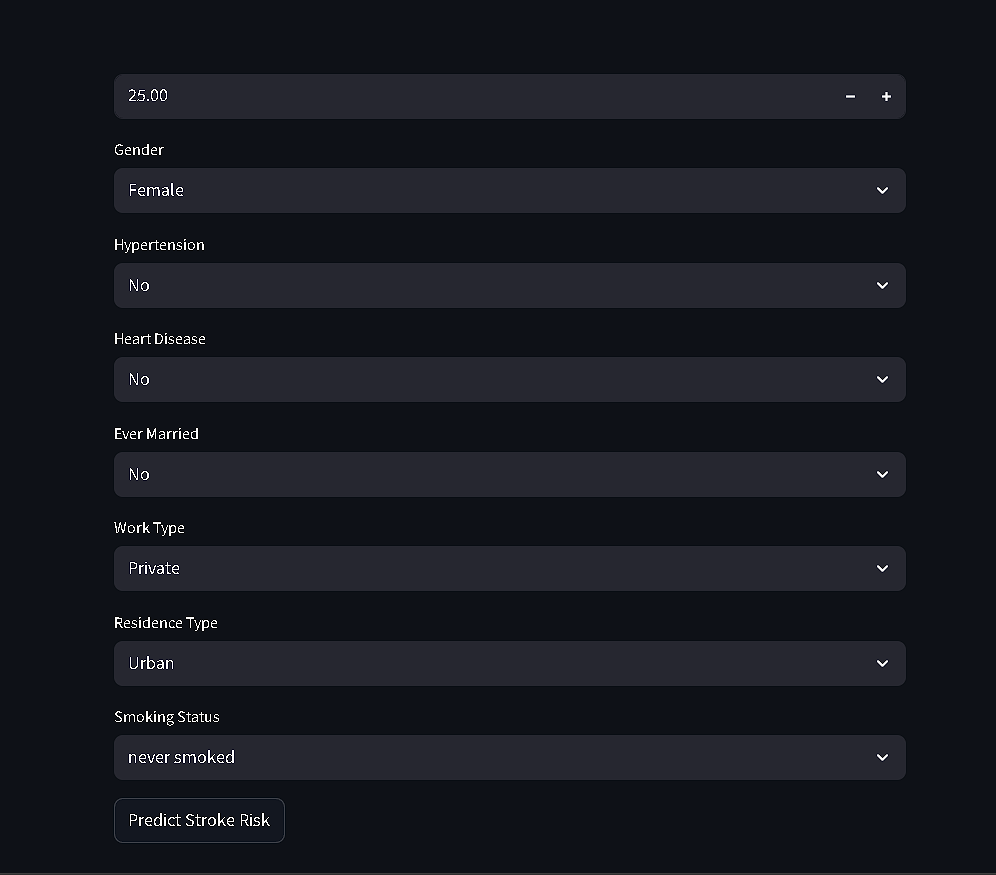 25.00
Gender
Female
Hypertension
No
Heart Disease
No
Ever Married
No
Work Type
Private
Residence Type
Urban
Smoking Status
never smoked
Predict Stroke Risk